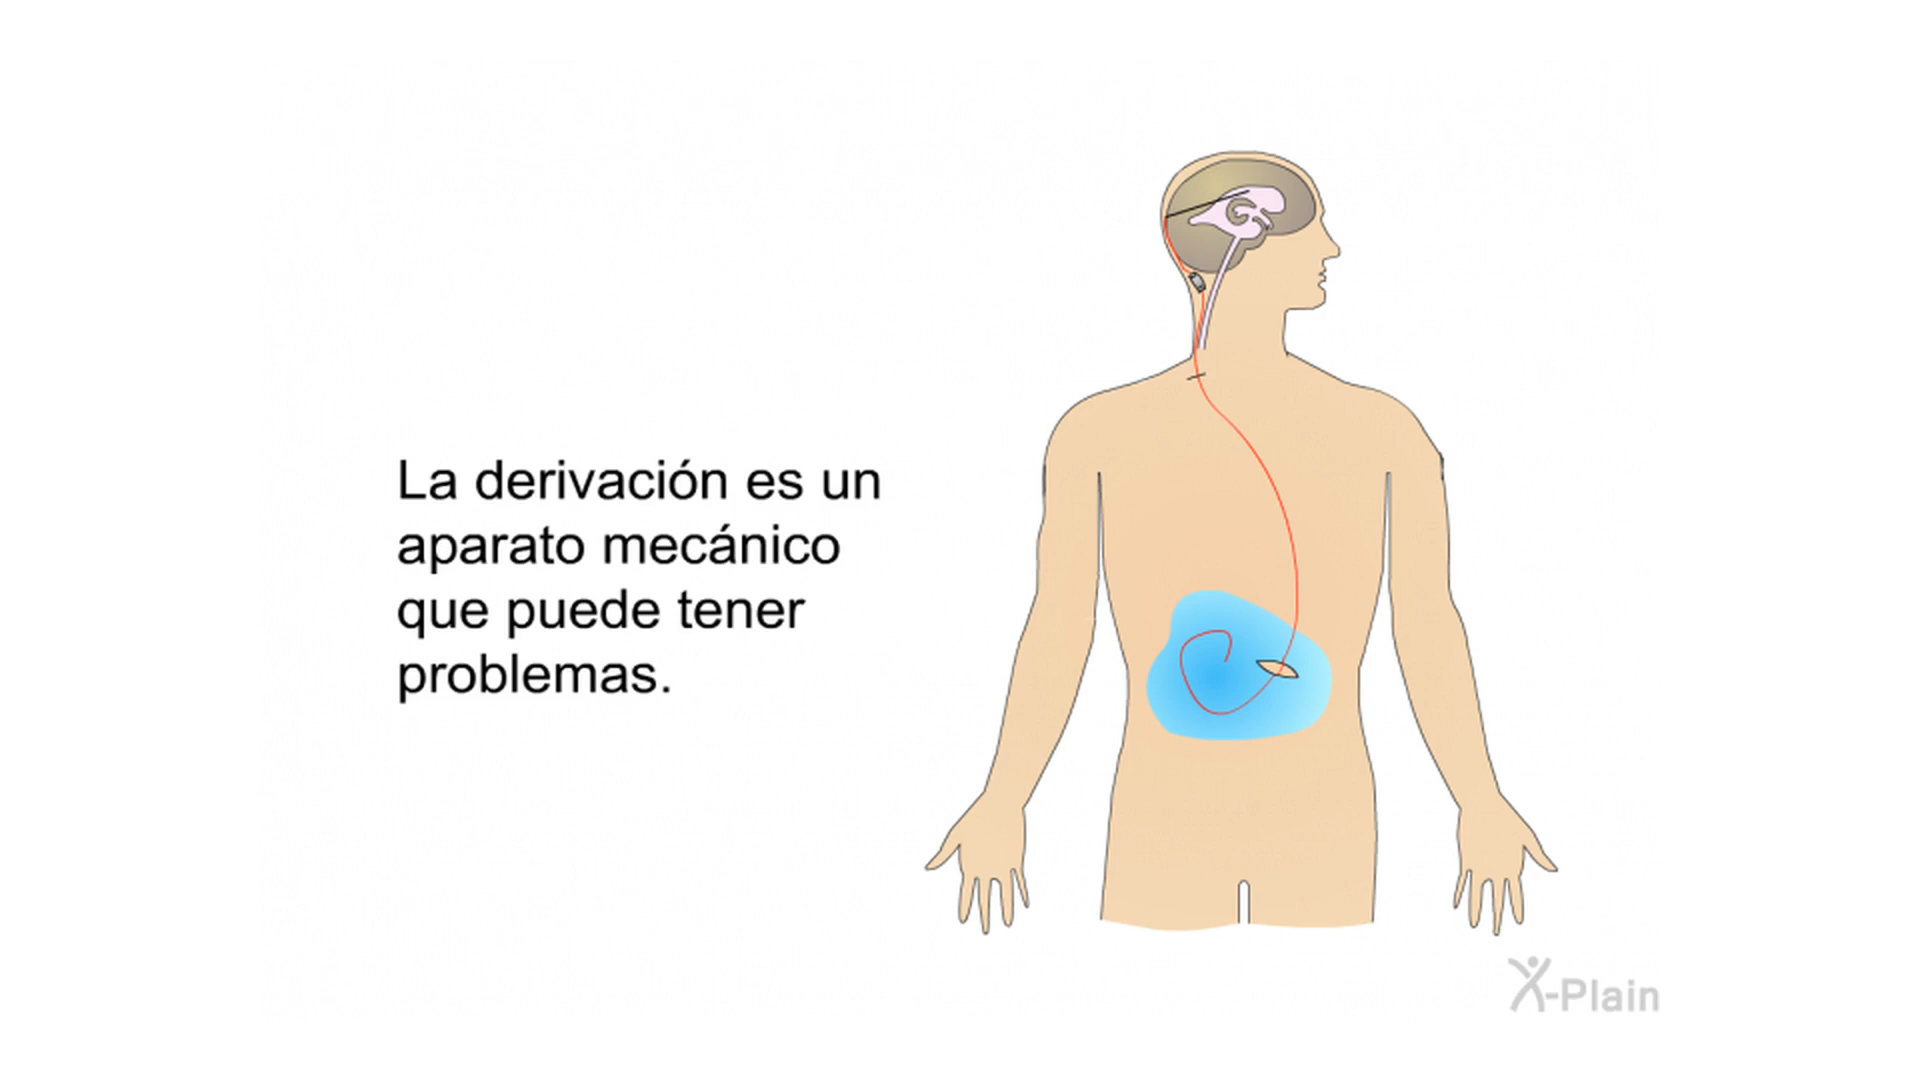 La derivación es un
aparato mecánico
que puede tener
problemas.
X-Plain